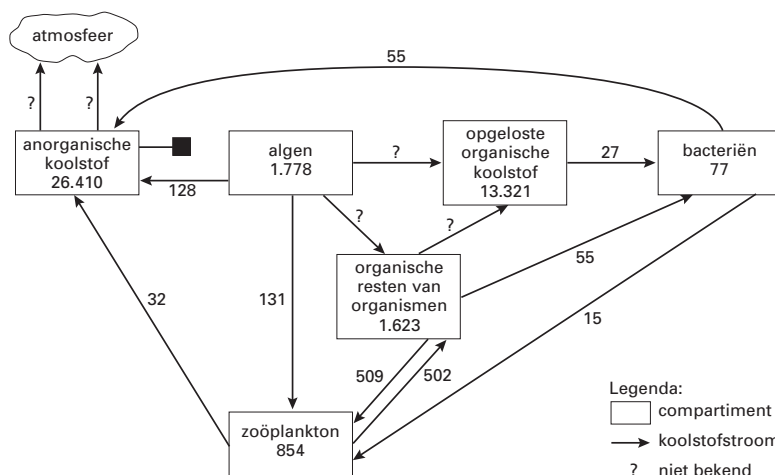 atmosfeer
55
?
?
anorganische
koolstof
26.410
algen
1.778
?
opgeloste
organische
koolstof
13.321
27
bacteriën
77
128
?
?
organische
resten van
organismen
1.623
55
32
131
15
509
502
zoöplankton
854
Legenda:
compartiment
koolstofstroom
? niet bekend